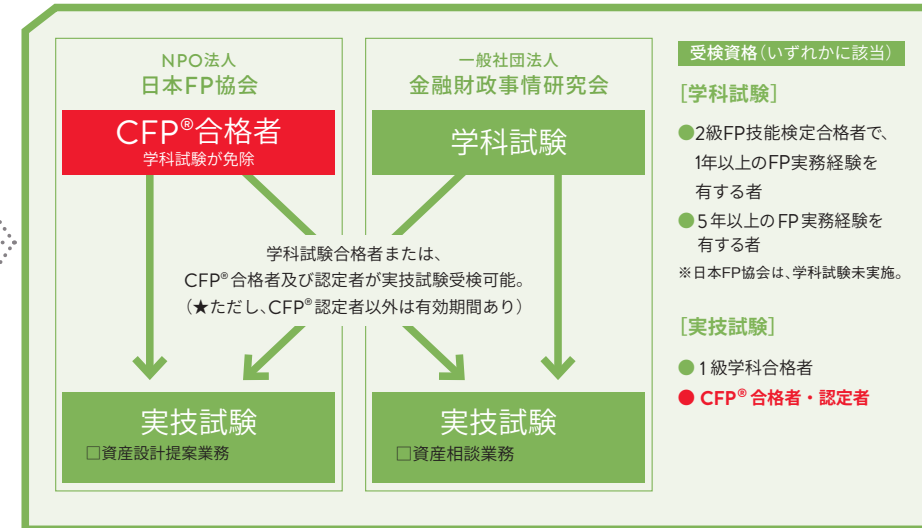 NPO法人
日本FP協会
CFP®合格者
学科試験が免除
一般社団法人
金融財政事情研究会
学科試験
学科試験合格者または、
CFP®合格者及び認定者が実技試験受検可能。
（★ただし、CFP®認定者以外は有効期間あり）
実技試験
□資産設計提案業務
実技試験
□資産相談業務
受検資格（いずれかに該当）
［学科試験］
●2級FP技能検定合格者で、
1年以上のFP実務経験を
有する者
●5年以上のFP実務経験を
有する者
※日本FP協会は、学科試験未実施。
［実技試験］
●1級学科合格者
●CFP®合格者・認定者